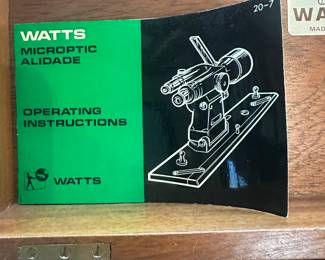 WATTS
MICROPTIC
ALIDADE
20-7
OPERATING
INSTRUCTIONS
WATTS
WA
MAD